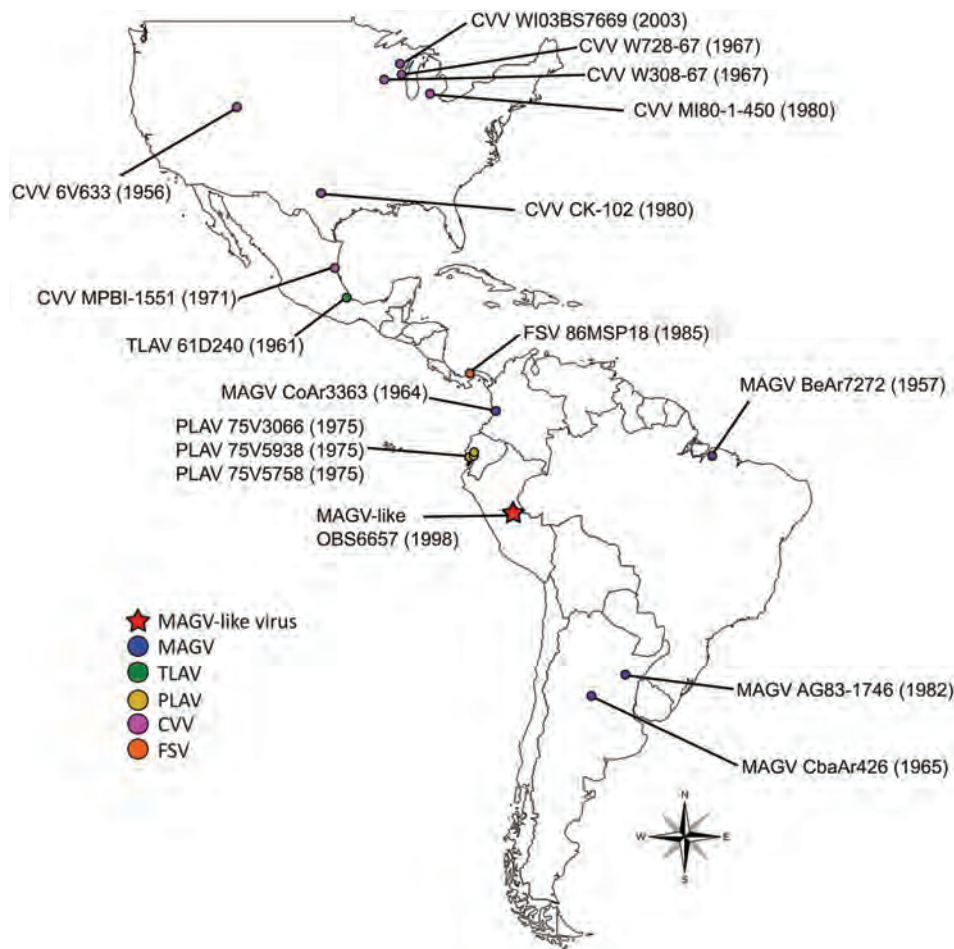 CVV WI03BS7669 (2003)
CVV W728-67 (1967)
CVV W308-67 (1967)
CVV MI80-1-450 (1980)
CVV 6V633 (1956)
CVV CK-102 (1980)
CVV MPBI-1551 (1971)
TLAV 61D240 (1961)
FSV 86MSP18 (1985)
MAGV CoAr3363 (1964)
MAGV BeAr7272 (1957)
PLAV 75V3066 (1975)
PLAV 75V5938 (1975)
PLAV 75V5758 (1975)
MAGV-like
OBS6657 (1998)
MAGV-like virus
MAGV
TLAV
PLAV
CVV
FSV
MAGV AG83-1746 (1982)
MAGV CbaAr426 (1965)
N
W
E
S